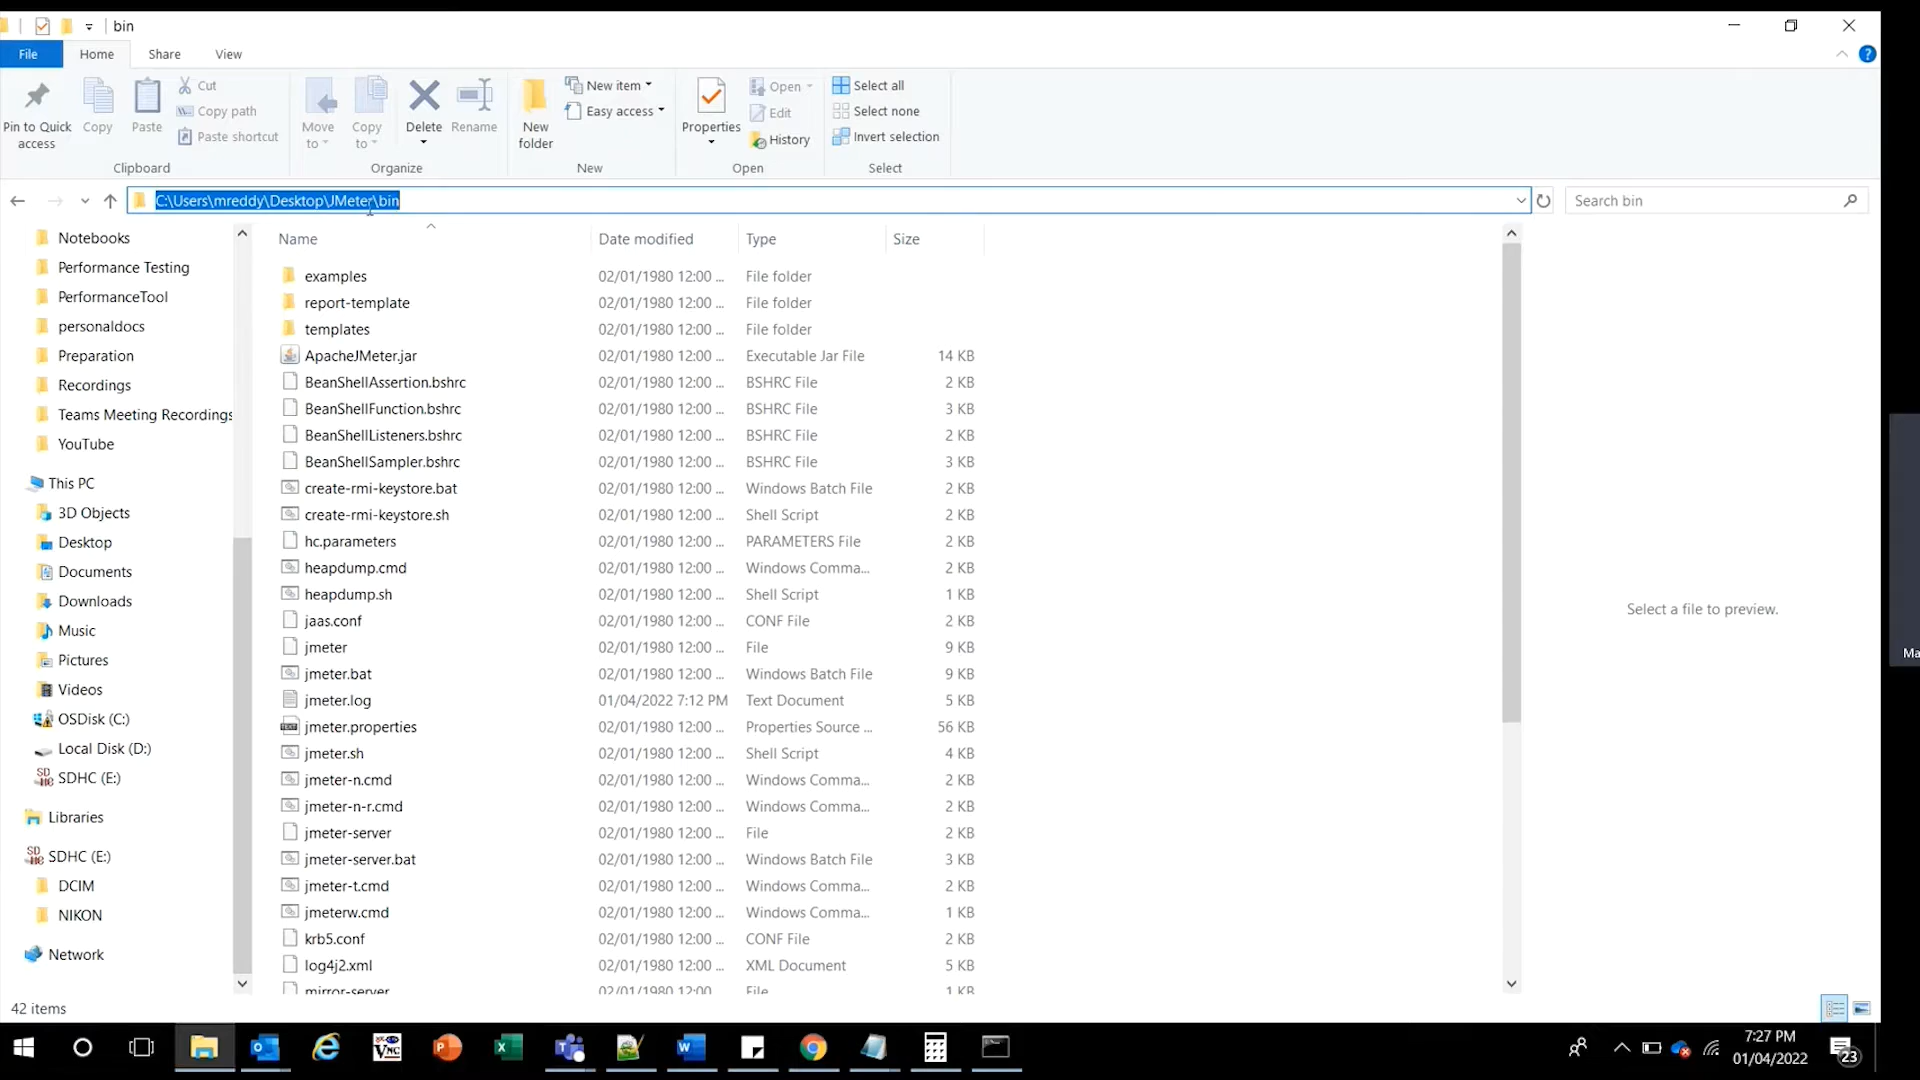 bin
File Home Share View
Pin to Quick access
Copy
Paste
Cut
Copy path
Paste shortcut
Clipboard
Move to
Copy to
Delete
Rename
Organize
New folder
New item
Easy access
New
Properties
Open
Edit
History
Open
Select all
Select none
Invert selection
Select
C:\Users\mreddy\Desktop\JMeter\bin
Search bin
Notebooks
Performance Testing
PerformanceTool
personaldocs
Preparation
Recordings
Teams Meeting Recordings
YouTube
This PC
3D Objects
Desktop
Documents
Downloads
Music
Pictures
Videos
OSDisk (C:)
Local Disk (D:)
SDHC (E:)
Libraries
SDHC (E:)
DCIM
NIKON
Network
Name Date modified Type Size
examples 02/01/1980 12:00 ... File folder
report-template 02/01/1980 12:00 ... File folder
templates 02/01/1980 12:00 ... File folder
ApacheJMeter.jar 02/01/1980 12:00 ... Executable Jar File 14 KB
BeanShellAssertion.bshrc 02/01/1980 12:00 ... BSHRC File 2 KB
BeanShellFunction.bshrc 02/01/1980 12:00 ... BSHRC File 3 KB
BeanShellListeners.bshrc 02/01/1980 12:00 ... BSHRC File 2 KB
BeanShellSampler.bshrc 02/01/1980 12:00 ... BSHRC File 3 KB
create-rmi-keystore.bat 02/01/1980 12:00 ... Windows Batch File 2 KB
create-rmi-keystore.sh 02/01/1980 12:00 ... Shell Script 2 KB
hc.parameters 02/01/1980 12:00 ... PARAMETERS File 2 KB
heapdump.cmd 02/01/1980 12:00 ... Windows Comma... 2 KB
heapdump.sh 02/01/1980 12:00 ... Shell Script 1 KB
jaas.conf 02/01/1980 12:00 ... CONF File 2 KB
jmeter 02/01/1980 12:00 ... File 9 KB
jmeter.bat 02/01/1980 12:00 ... Windows Batch File 9 KB
jmeter.log 01/04/2022 7:12 PM Text Document 5 KB
jmeter.properties 02/01/1980 12:00 ... Properties Source ... 56 KB
jmeter.sh 02/01/1980 12:00 ... Shell Script 4 KB
jmeter-n.cmd 02/01/1980 12:00 ... Windows Comma... 2 KB
jmeter-n-r.cmd 02/01/1980 12:00 ... Windows Comma... 2 KB
jmeter-server 02/01/1980 12:00 ... File 2 KB
jmeter-server.bat 02/01/1980 12:00 ... Windows Batch File 3 KB
jmeter-t.cmd 02/01/1980 12:00 ... Windows Comma... 2 KB
jmeterw.cmd 02/01/1980 12:00 ... Windows Comma... 1 KB
krb5.conf 02/01/1980 12:00 ... CONF File 2 KB
log4j2.xml 02/01/1980 12:00 ... XML Document 5 KB
mirror-server 02/01/1980 12:00 ... File 1 KB
Select a file to preview.
Ma
42 items
7:27 PM
01/04/2022
23